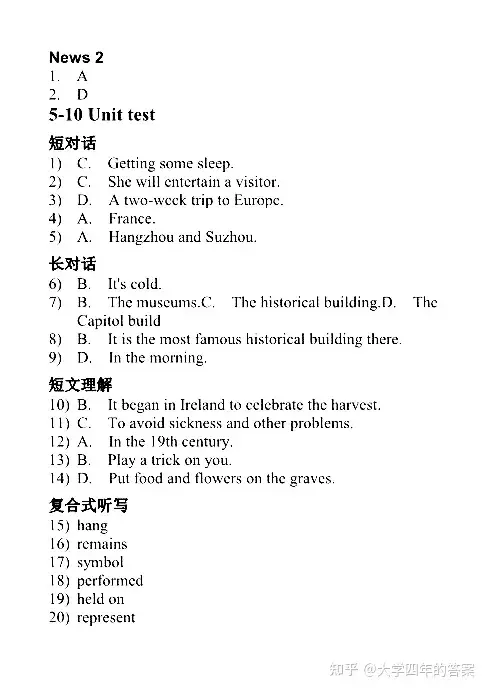 News 2
1. A
2. D
5-10 Unit test
短对话
1) C. Getting some sleep.
2) C. She will entertain a visitor.
3) D. A two-week trip to Europe.
4) A. France.
5) A. Hangzhou and Suzhou.
长对话
6) B. It's cold.
7) B. The museums.C. The historical building.D. The
Capitol build
8) B. It is the most famous historical building there.
9) D. In the morning.
短文理解
10) B. It began in Ireland to celebrate the harvest.
11) C. To avoid sickness and other problems.
12) A. In the 19th century.
13) B. Play a trick on you.
14) D. Put food and flowers on the graves.
复合式听写
15) hang
16) remains
17) symbol
18) performed
19) held on
20) represent
知乎 @大学四年的答案